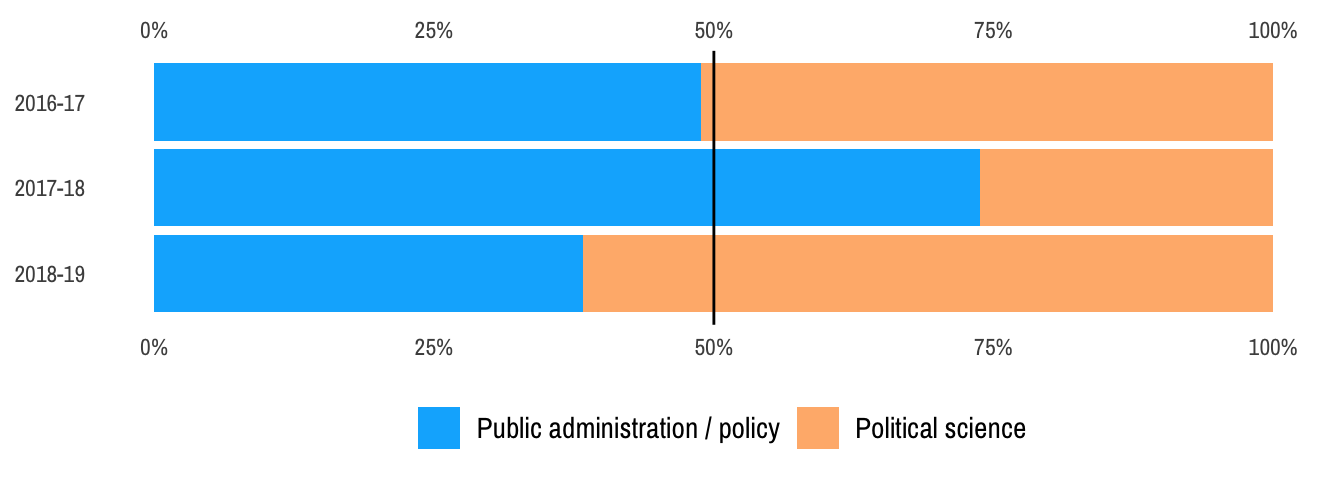 0% 25% 50% 75% 100%
2016-17
2017-18
2018-19
0% 25% 50% 75% 100%
Public administration / policy Political science